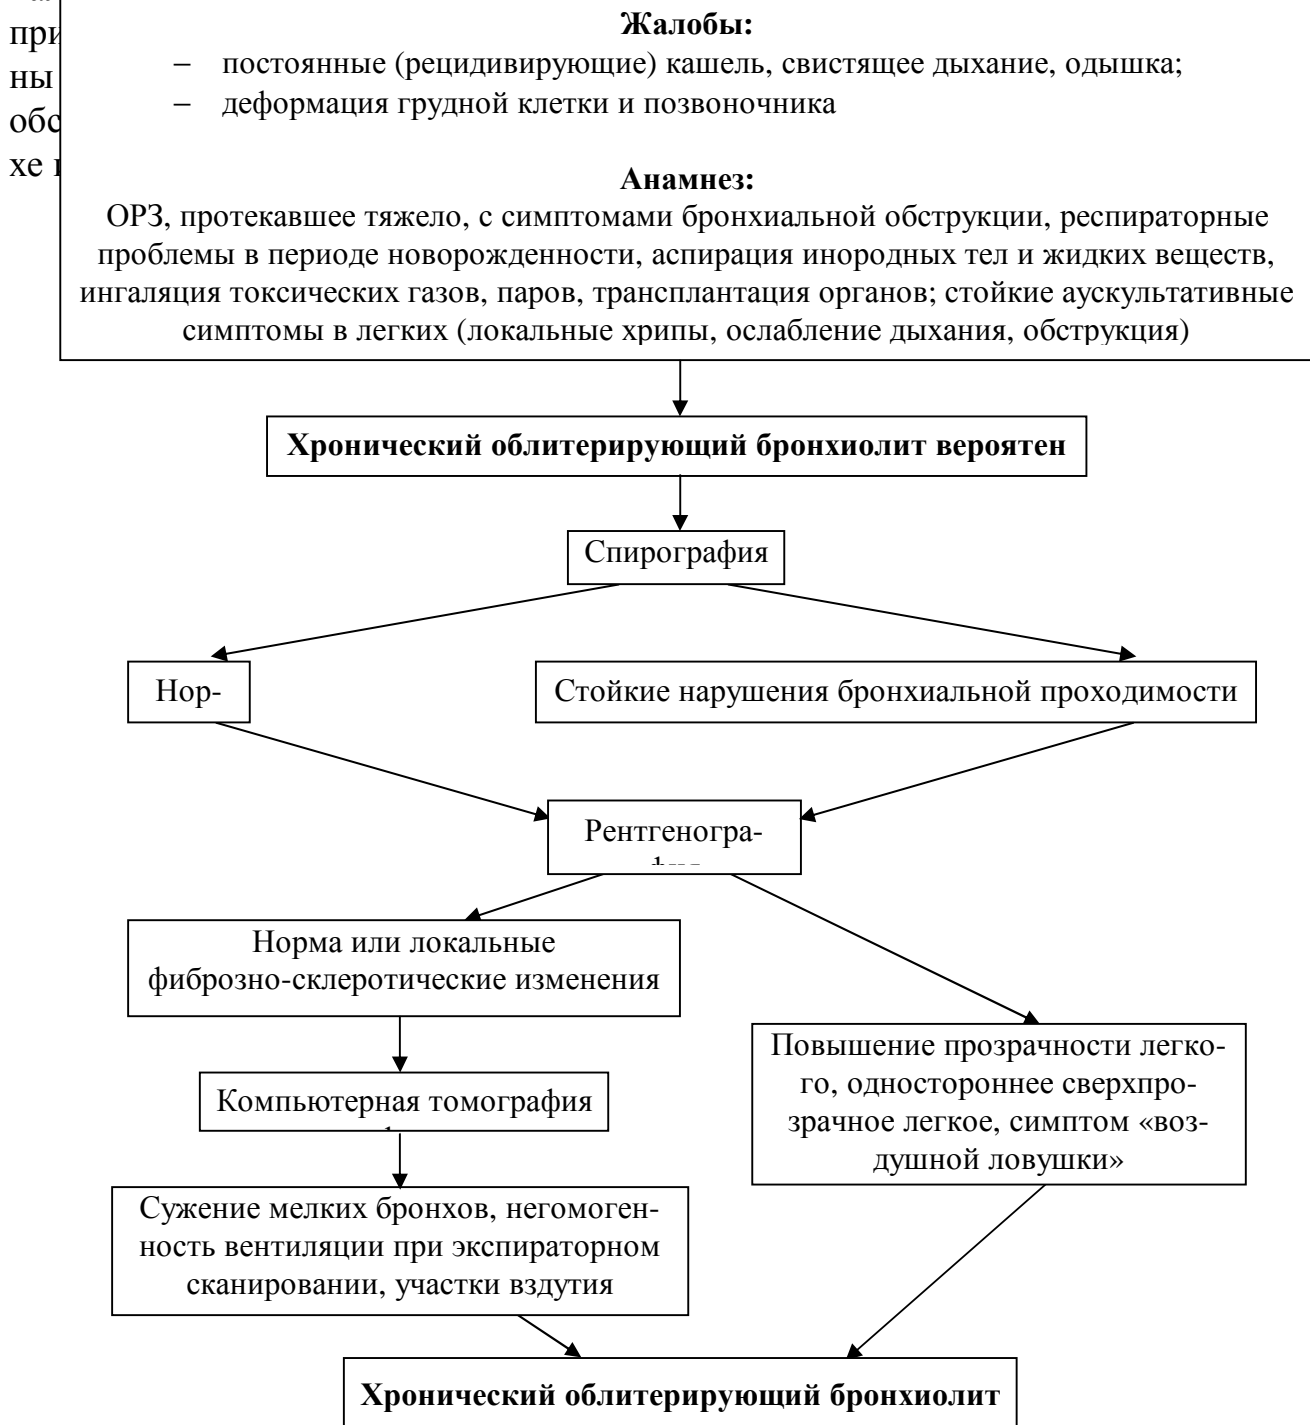 при
ны
обс
хе
Жалобы:
– постоянные (рецидивирующие) кашель, свистящее дыхание, одышка;
– деформация грудной клетки и позвоночника
Анамнез:
ОРЗ, протекавшее тяжело, с симптомами бронхиальной обструкции, респираторные
проблемы в периоде новорожденности, аспирация инородных тел и жидких веществ,
ингаляция токсических газов, паров, трансплантация органов; стойкие аускультативные
симптомы в легких (локальные хрипы, ослабление дыхания, обструкция)
Хронический облитерирующий бронхиолит вероятен
Спирография
Нор-
Стойкие нарушения бронхиальной проходимости
Рентгеногра-
Норма или локальные
фиброзно-склеротические изменения
Компьютерная томография
Повышение прозрачности легко-
го, одностороннее сверхпро-
зрачное легкое, симптом «воз-
душной ловушки»
Сужение мелких бронхов, негомоген-
ность вентиляции при экспираторном
сканировании, участки вздутия
Хронический облитерирующий бронхиолит